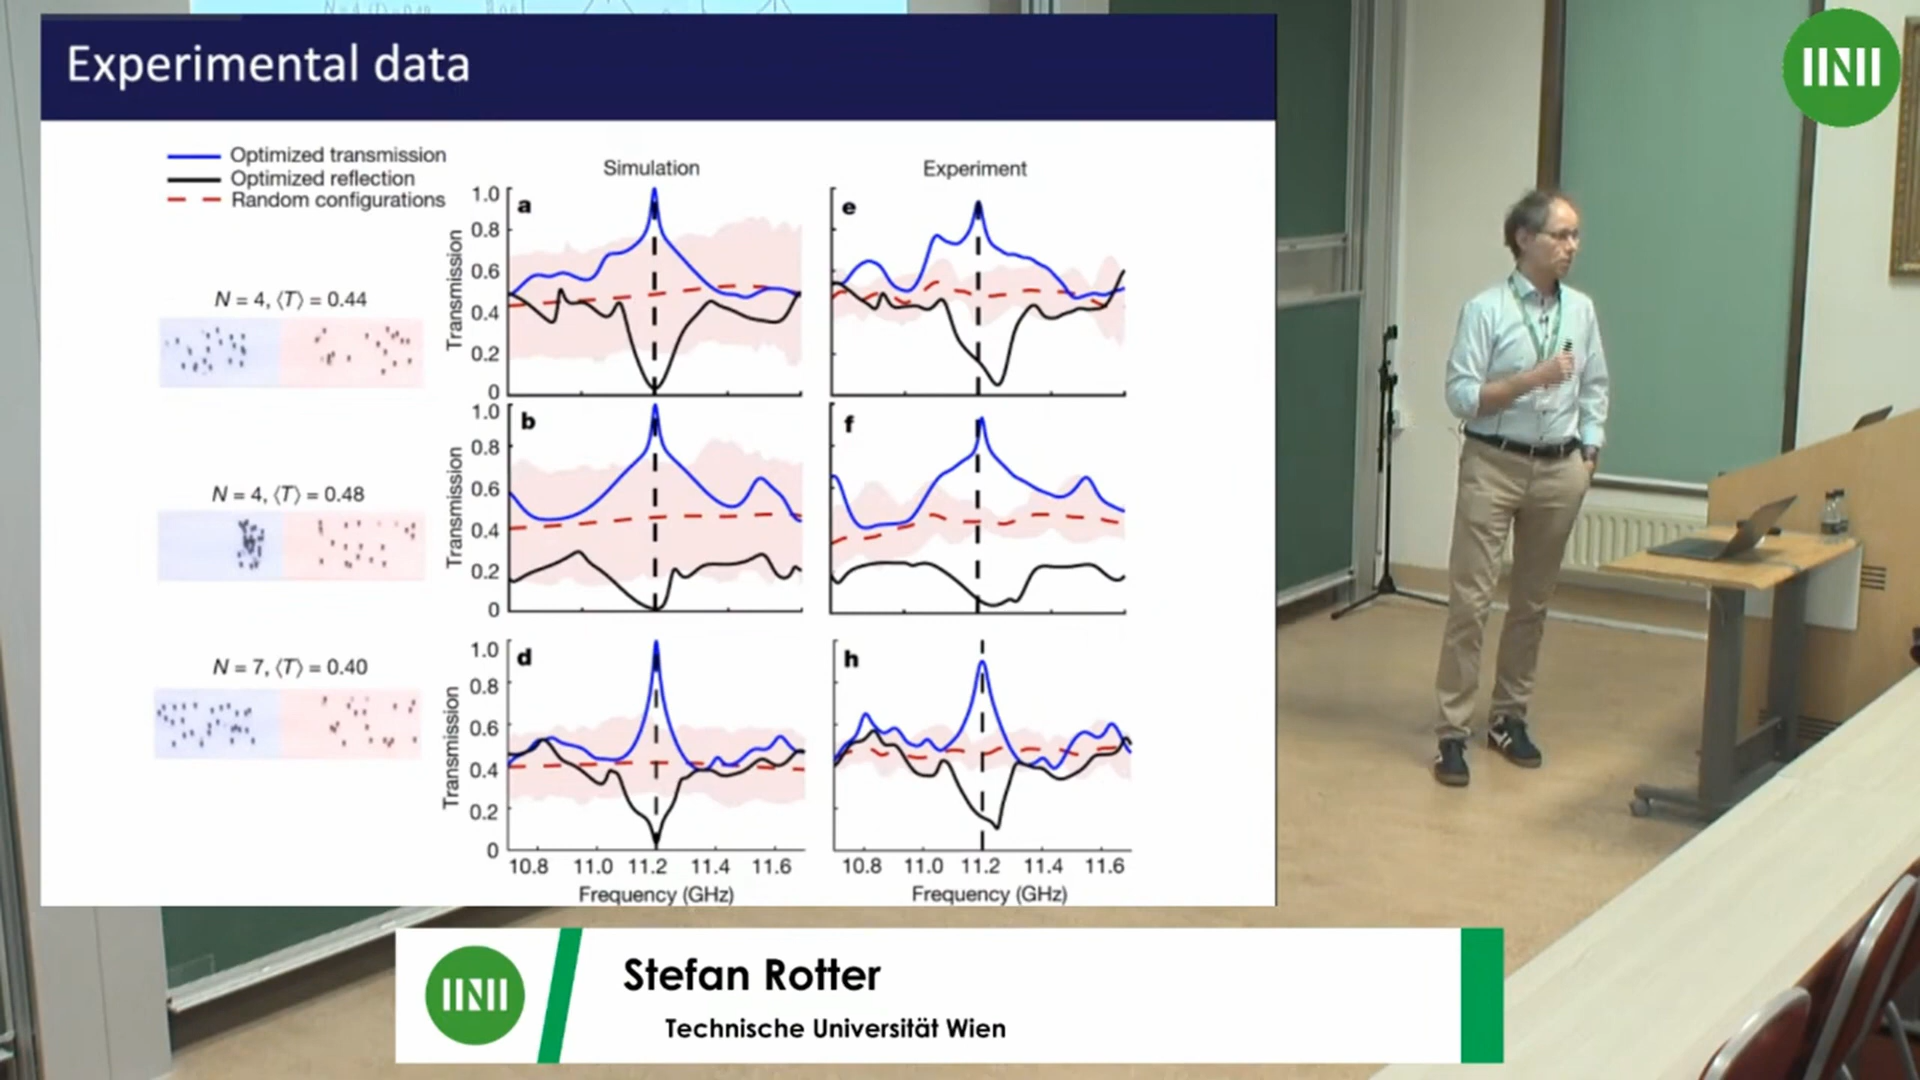 Experimental data
Optimized transmission
Optimized reflection
Random configurations
Simulation
Experiment
N = 4, ⟨T⟩ = 0.44
Transmission
1.0
0.8
0.6
0.4
0.2
0
a
e
N = 4, ⟨T⟩ = 0.48
Transmission
1.0
0.8
0.6
0.4
0.2
0
b
f
N = 7, ⟨T⟩ = 0.40
Transmission
1.0
0.8
0.6
0.4
0.2
0
d
h
10.8 11.0 11.2 11.4 11.6
10.8 11.0 11.2 11.4 11.6
Frequency (GHz)
Frequency (GHz)
Stefan Rotter
Technische Universität Wien